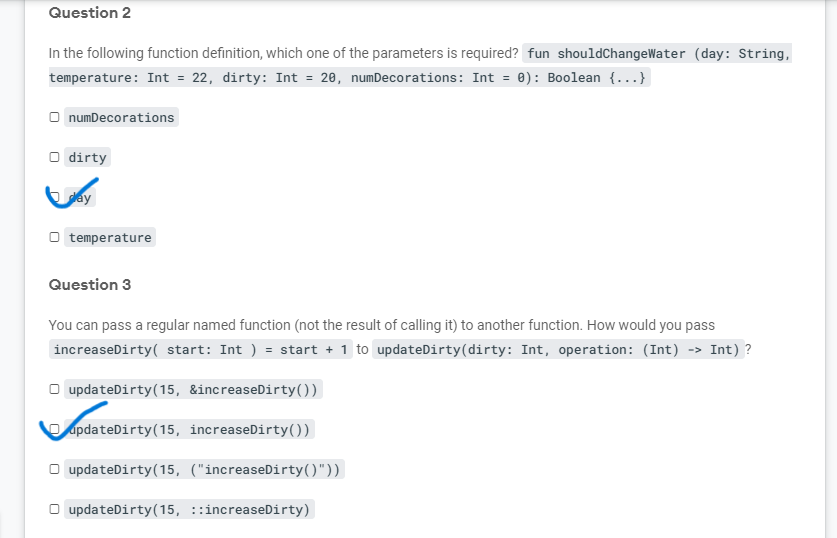 Question 2
In the following function definition, which one of the parameters is required? fun shouldChangeWater (day: String,
temperature: Int = 22, dirty: Int = 20, numDecorations: Int = 0): Boolean {...}
numDecorations
dirty
day
temperature
Question 3
You can pass a regular named function (not the result of calling it) to another function. How would you pass
increaseDirty( start: Int ) = start + 1 to updateDirty(dirty: Int, operation: (Int) -> Int) ?
updateDirty(15, &increaseDirty())
updateDirty(15, increaseDirty())
updateDirty(15, ("increaseDirty()"))
updateDirty(15, ::increaseDirty)